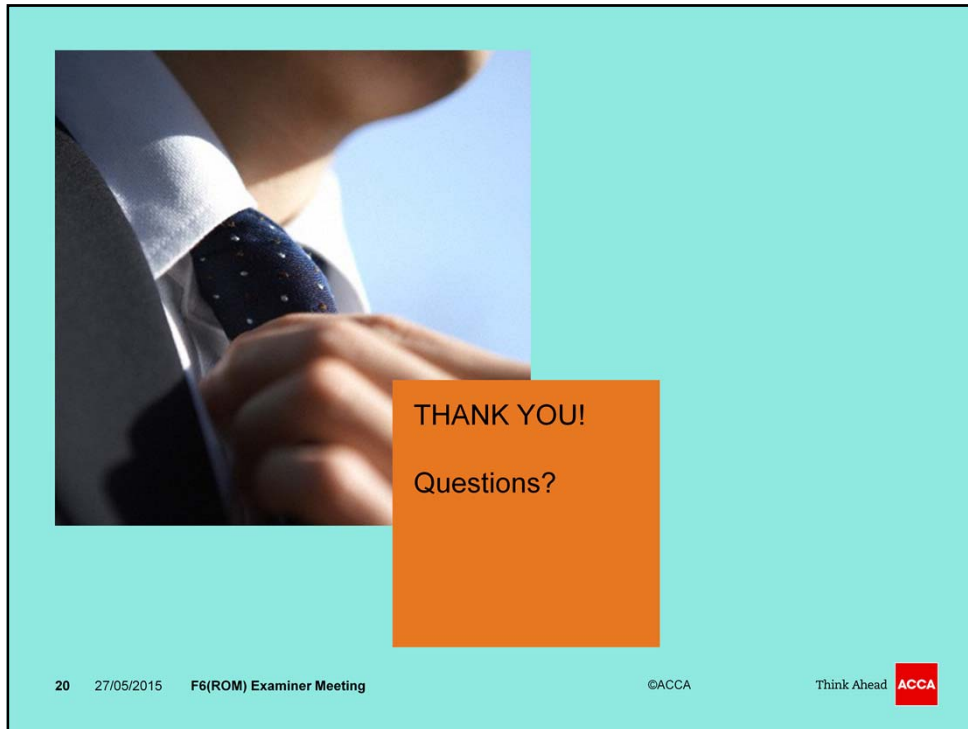 THANK YOU!
Questions?
20 27/05/2015 F6(ROM) Examiner Meeting ©ACCA Think Ahead ACCA